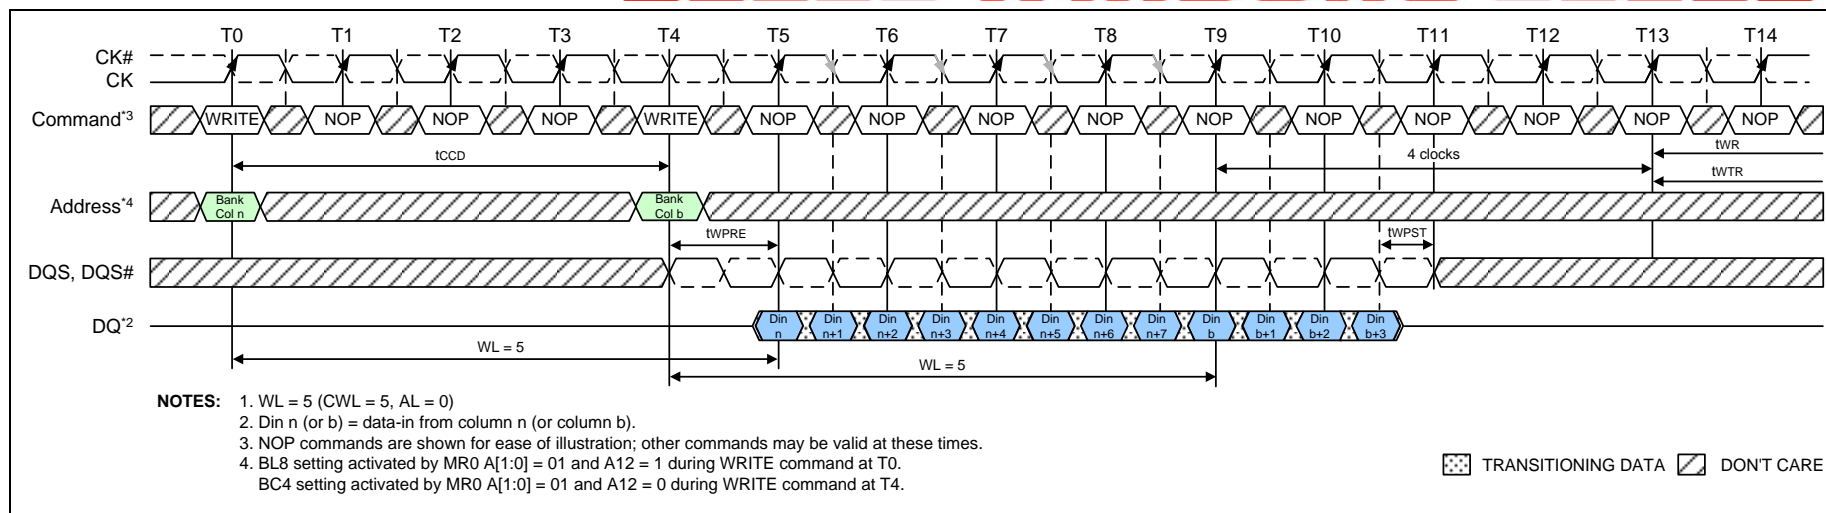 T0 T1 T2 T3 T4 T5 T6 T7 T8 T9 T10 T11 T12 T13 T14
CK#
CK
Command*3 WRITE NOP NOP NOP WRITE NOP NOP NOP NOP NOP NOP NOP NOP NOP NOP
tCCD 4 clocks tWR
tWTR
Address*4 Bank Col n Bank Col b
tWPRE tWPST
DQS, DQS#
DQ*2 Din n Din n+1 Din n+2 Din n+3 Din n+4 Din n+5 Din n+6 Din n+7 Din b Din b+1 Din b+2 Din b+3
WL = 5 WL = 5
NOTES: 1. WL = 5 (CWL = 5, AL = 0)
2. Din n (or b) = data-in from column n (or column b).
3. NOP commands are shown for ease of illustration; other commands may be valid at these times.
4. BL8 setting activated by MR0 A[1:0] = 01 and A12 = 1 during WRITE command at T0.
BC4 setting activated by MR0 A[1:0] = 01 and A12 = 0 during WRITE command at T4.
TRANSITIONING DATA DON'T CARE